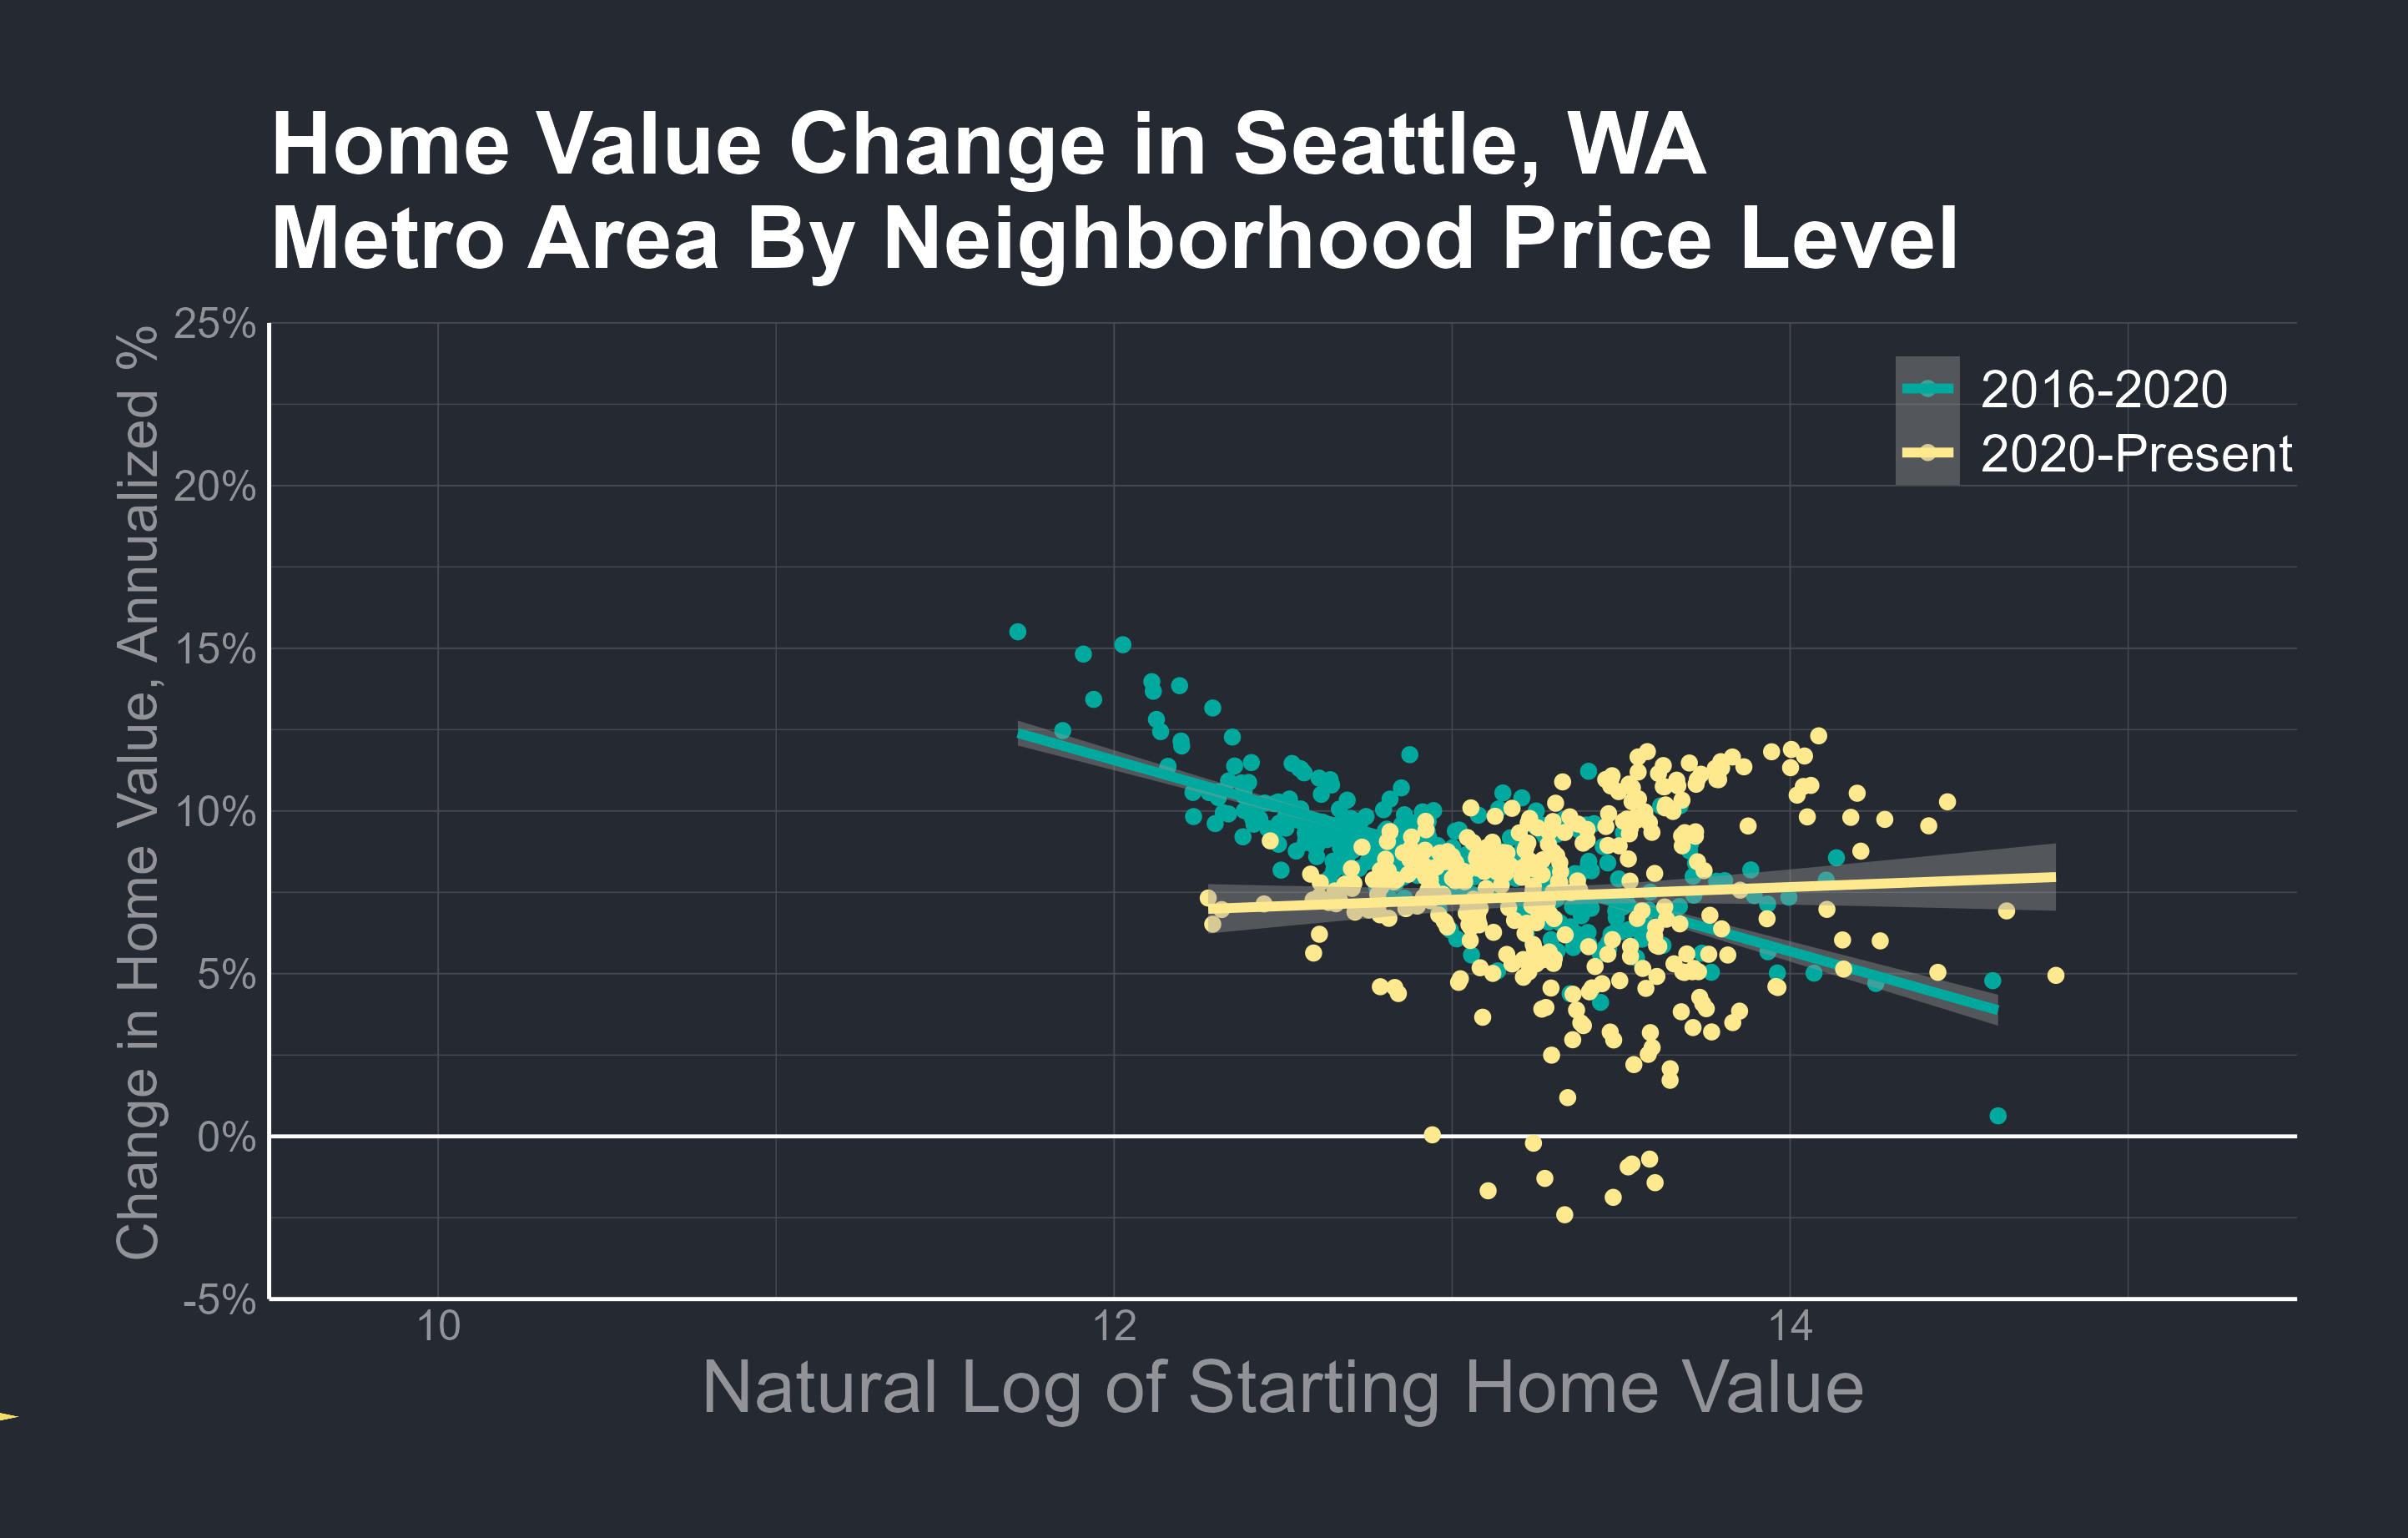 Home Value Change in Seattle, WA
Metro Area By Neighborhood Price Level
Change in Home Value, Annualized %
25%
20%
15%
10%
5%
0%
-5%
2016-2020
2020-Present
10
12
14
Natural Log of Starting Home Value